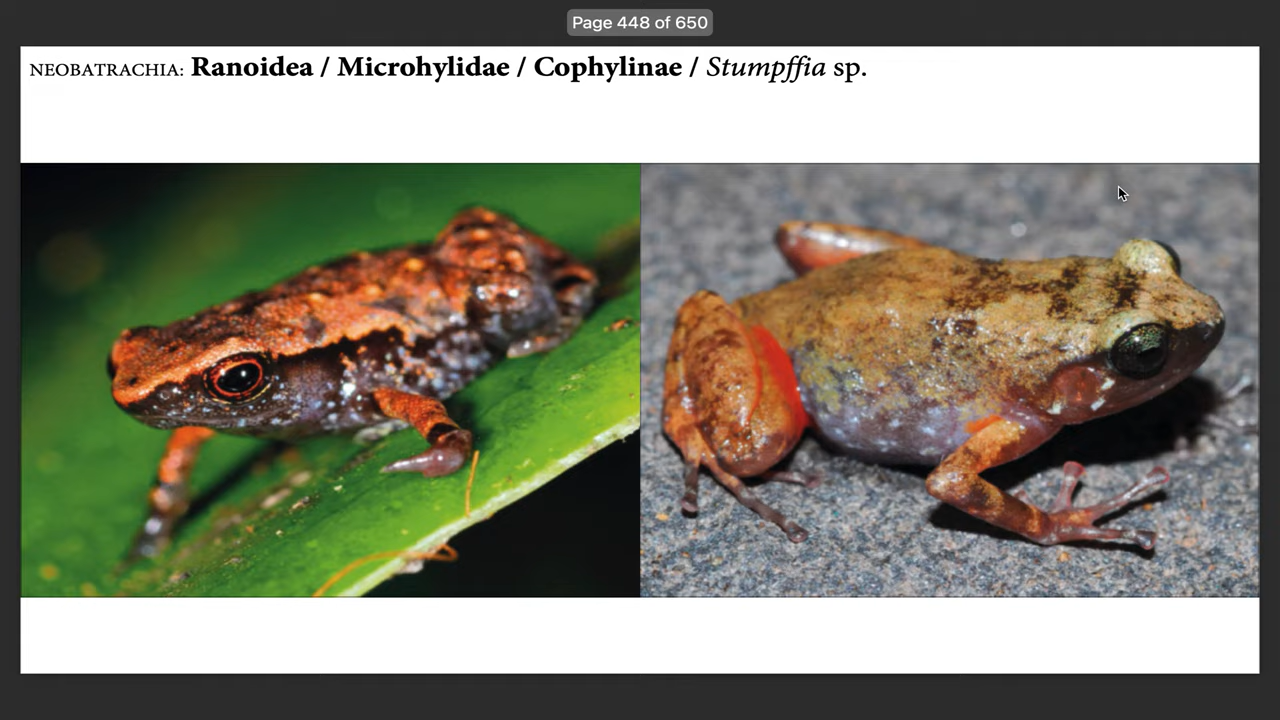 Page 448 of 650
NEOBATRACHIA: Ranoidea / Microhylidae / Cophylinae / Stumpffia sp.